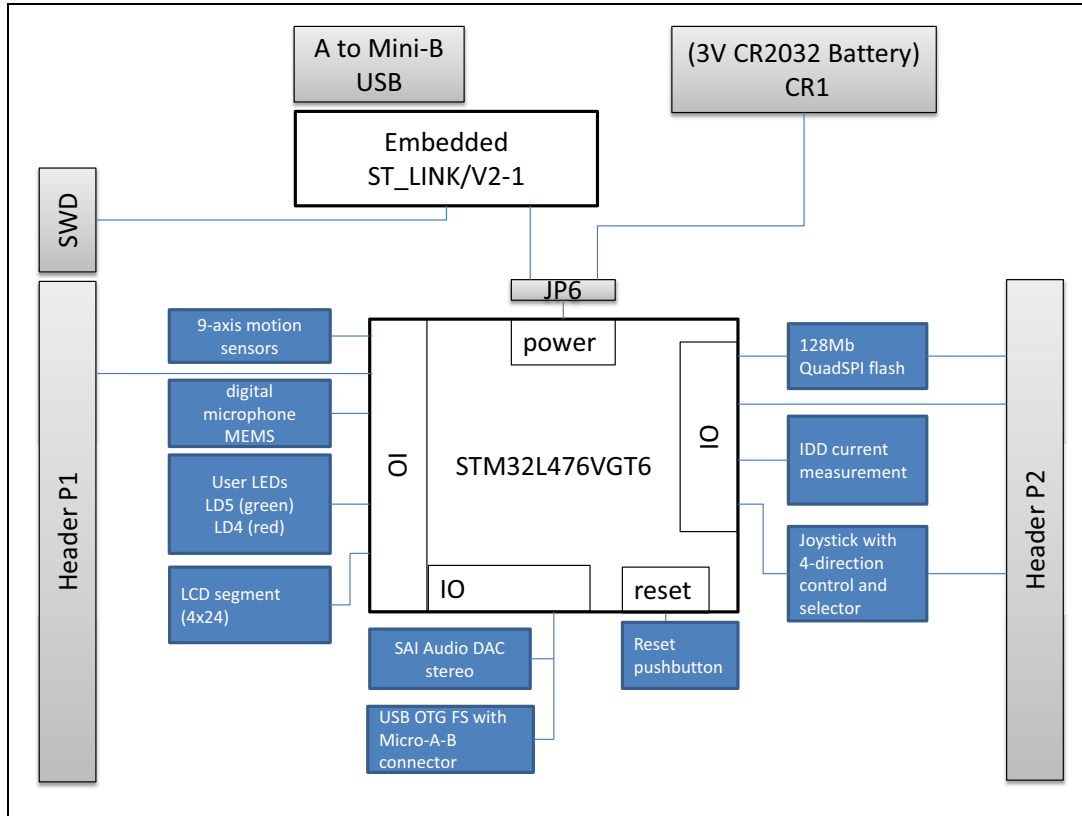 A to Mini-B
USB
(3V CR2032 Battery)
CR1
Embedded
ST_LINK/V2-1
SWD
JP6
Header P1
9-axis motion
sensors
digital
microphone
MEMS
User LEDs
LD5 (green)
LD4 (red)
LCD segment
(4x24)
IO
power
STM32L476VGT6
IO
IO
reset
128Mb
QuadSPI flash
IDD current
measurement
Joystick with
4-direction
control and
selector
Header P2
SAI Audio DAC
stereo
Reset
pushbutton
USB OTG FS with
Micro-A-B
connector